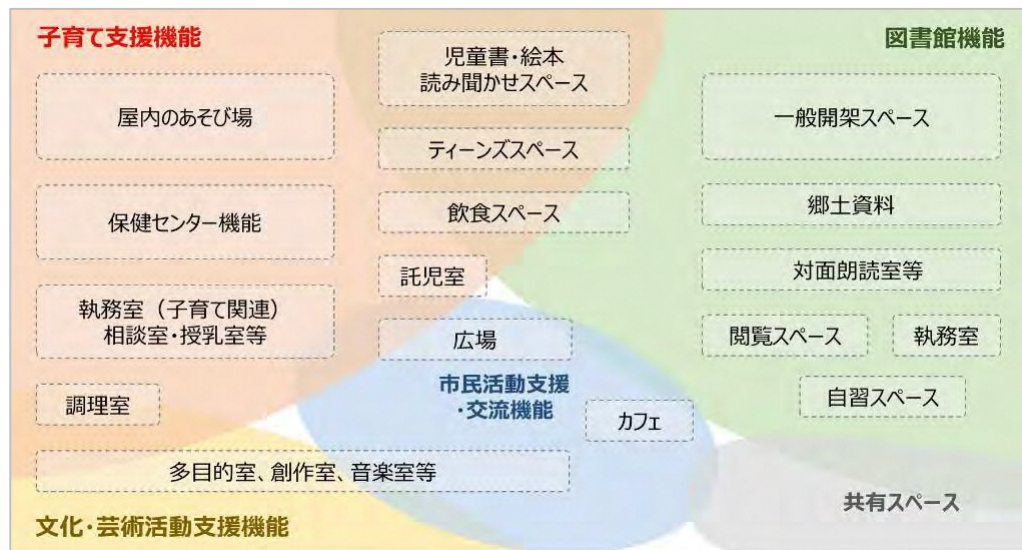 子育て支援機能
図書館機能
児童書・絵本
読み聞かせスペース
屋内のあそび場
一般開架スペース
ティーンズスペース
保健センター機能
飲食スペース
郷土資料
託児室
対面朗読室等
執務室（子育て関連）
相談室・授乳室等
広場
閲覧スペース
執務室
市民活動支援
・交流機能
調理室
カフェ
自習スペース
多目的室、創作室、音楽室等
共有スペース
文化・芸術活動支援機能